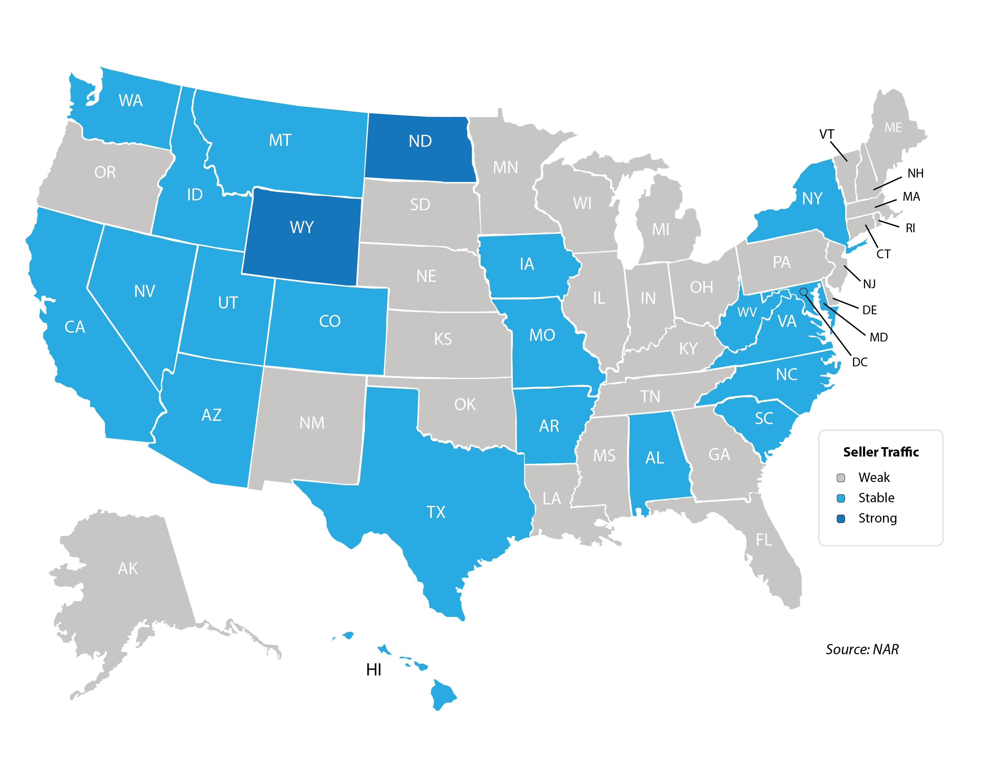 WA
MT
ND
MN
ME
VT
OR
ID
NH
MA
NY
SD
WI
WY
MI
RI
CT
IA
PA
NE
NJ
NV
UT
OH
IL
IN
DE
WV
VA
CO
CA
KS
MO
MD
KY
DC
NC
TN
OK
AZ
NM
AR
SC
MS
AL
GA
Seller Traffic
Weak
Stable
Strong
LA
TX
FL
AK
Source: NAR
HI